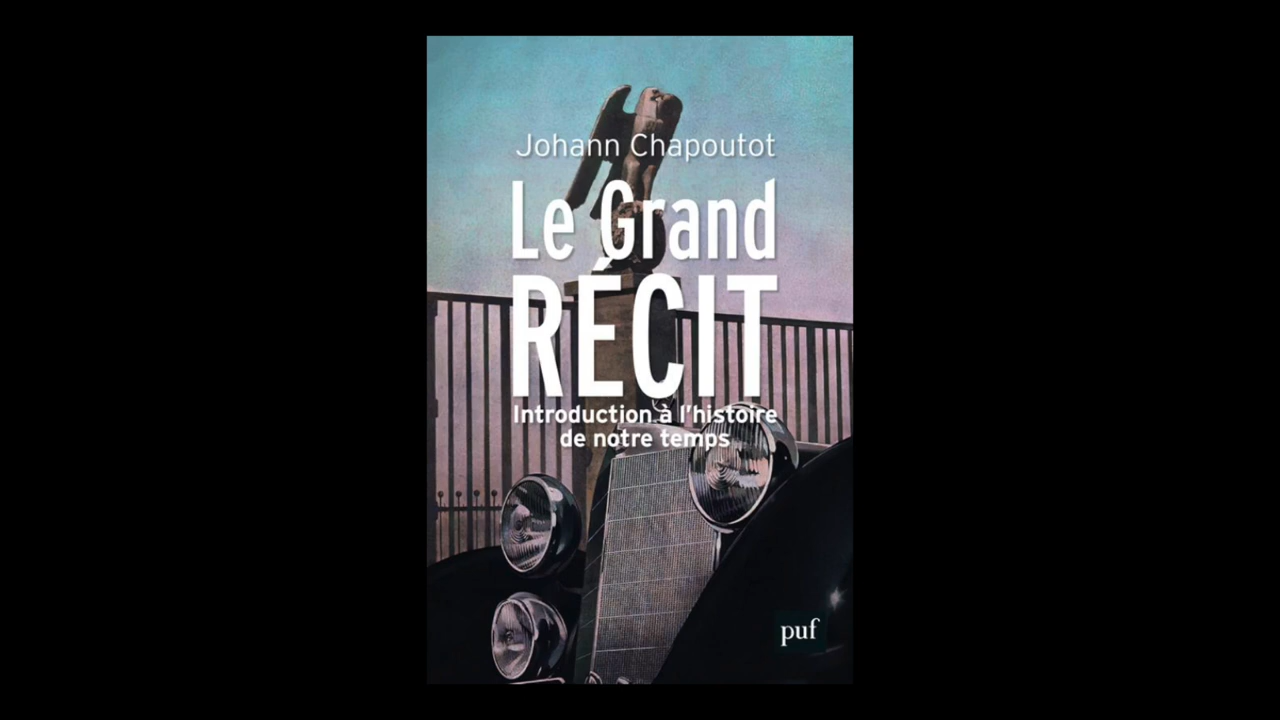 Johann Chapoutot
Le Grand
RÉCIT
Introduction à l'histoire
de notre temps
puf